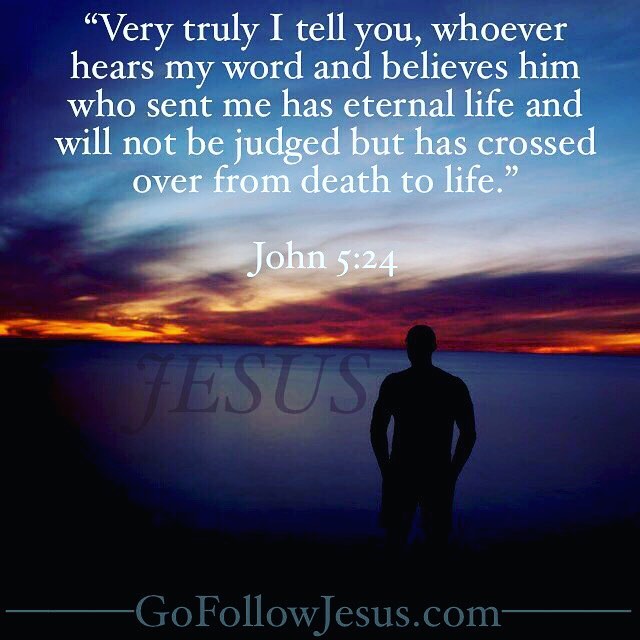 “Very truly I tell you, whoever
hears my word and believes him
who sent me has eternal life and
will not be judged but has crossed
over from death to life.”
John 5:24
JESUS
GoFollowJesus.com